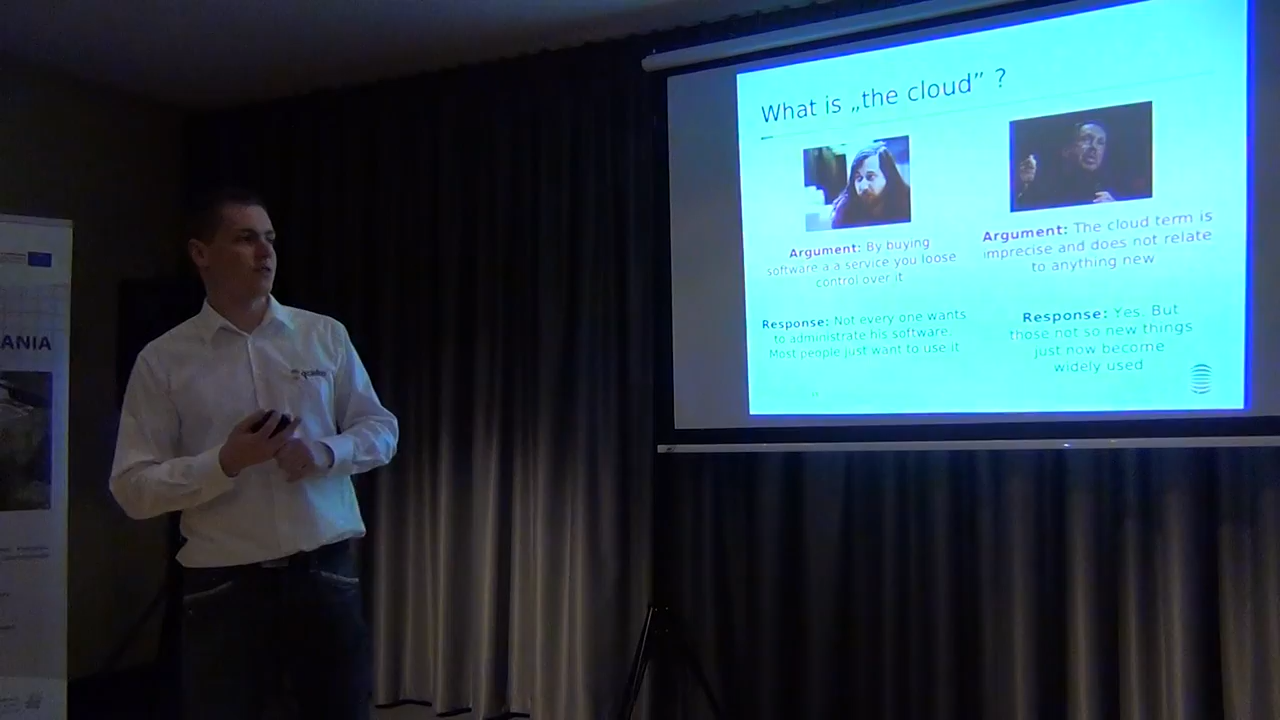 What is „the cloud” ?
Argument: By buying
software a a service you loose
control over it
Response: Not every one wants
to administrate his software.
Most people just want to use it
Argument: The cloud term is
imprecise and does not relate
to anything new
Response: Yes. But
those not so new things
just now become
widely used
ANIA